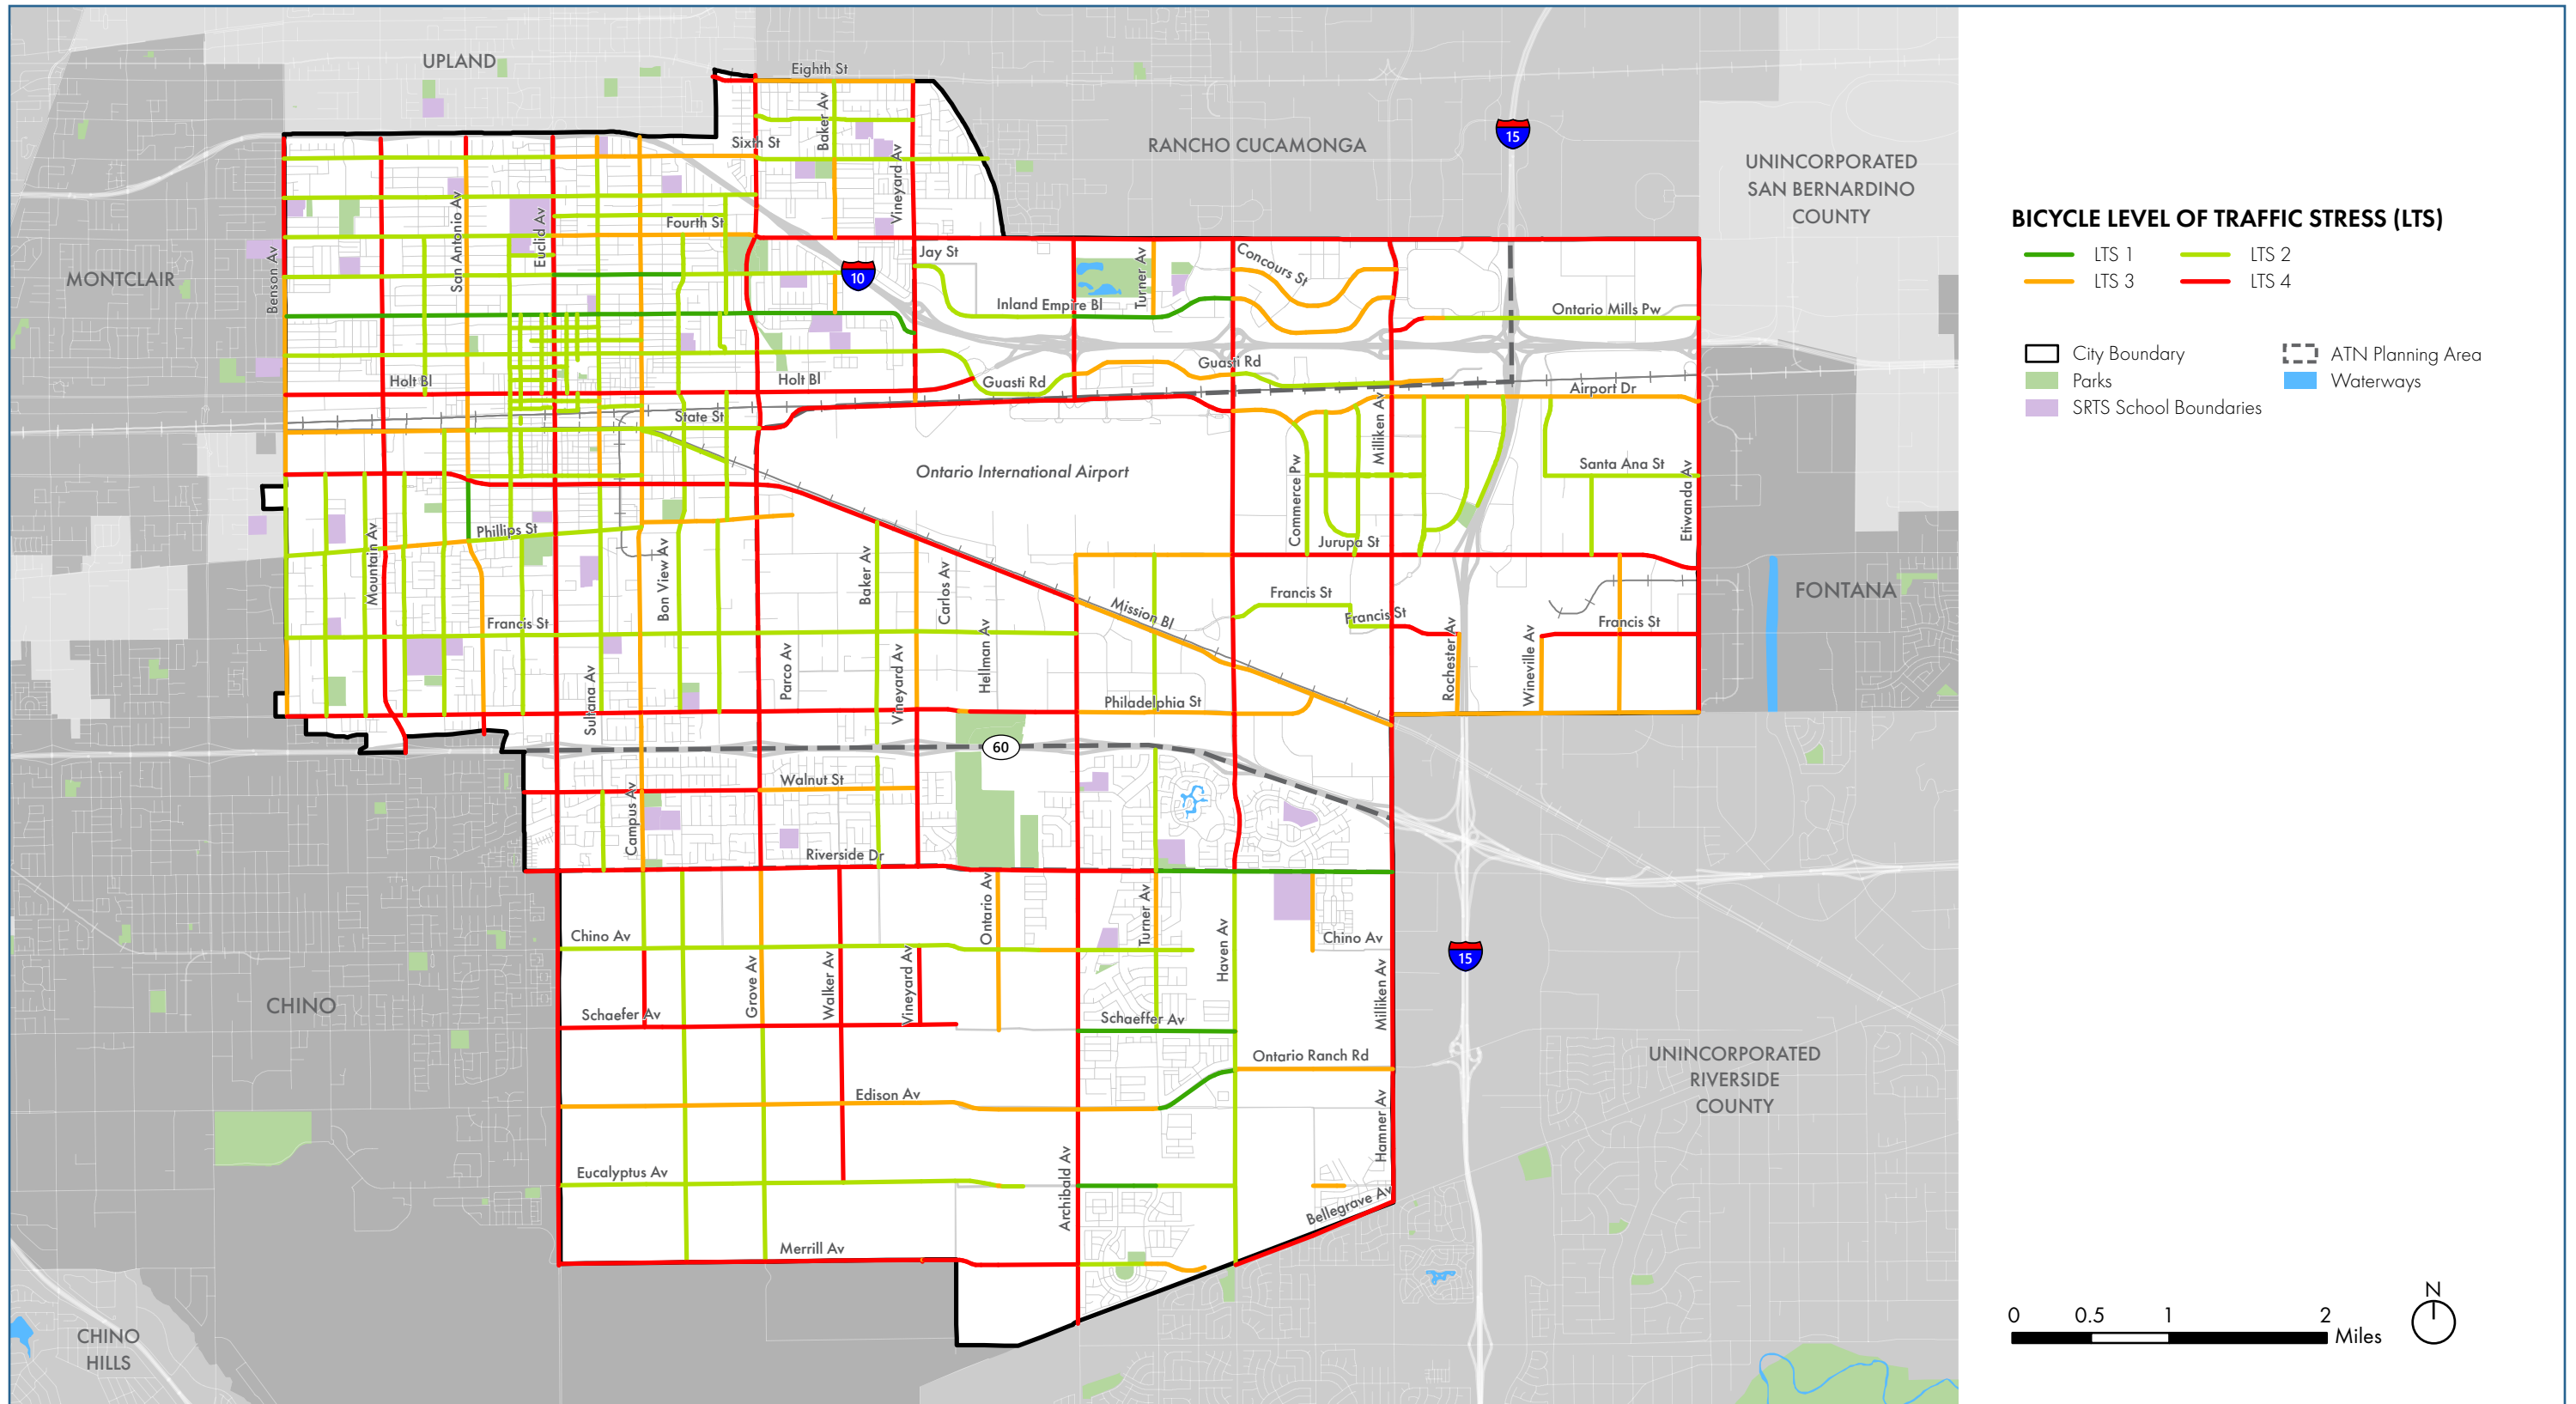 UPLAND
Eighth St
Baker Av
Sixth St
Vineyard Av
RANCHO CUCAMONGA
15
UNINCORPORATED
SAN BERNARDINO
COUNTY
MONTCLAIR
Benson Av
San Antonio Av
Euclid Av
Fourth St
10
Jay St
Turner Av
Concours St
Inland Empire Bl
Ontario Mills Pw
Holt Bl
Holt Bl
Guasti Rd
Guasti Rd
Airport Dr
State St
Milliken Av
Ontario International Airport
Commerce Pw
Santa Ana St
Etiwanda Av
Mountain Av
Phillips St
Bon View Av
Baker Av
Carlos Av
Jurupa St
FONTANA
Francis St
Hellman Av
Mission Bl
Francis St
Francis St
Francis St
Sultana Av
Parco Av
Vineyard Av
Philadelphia St
Rochester Av
Wineville Av
60
Walnut St
Campus Av
Riverside Dr
Chino Av
Ontario Av
Turner Av
Haven Av
Chino Av
15
CHINO
Grove Av
Walker Av
Vineyard Av
Milliken Av
Schaefer Av
Schaeffer Av
Ontario Ranch Rd
UNINCORPORATED
RIVERSIDE
COUNTY
Edison Av
Hamner Av
Eucalyptus Av
Archibald Av
Bellegrave Av
Merrill Av
CHINO
HILLS
BICYCLE LEVEL OF TRAFFIC STRESS (LTS)
LTS 1
LTS 2
LTS 3
LTS 4
City Boundary
ATN Planning Area
Parks
Waterways
SRTS School Boundaries
N
0 0.5 1 2
Miles